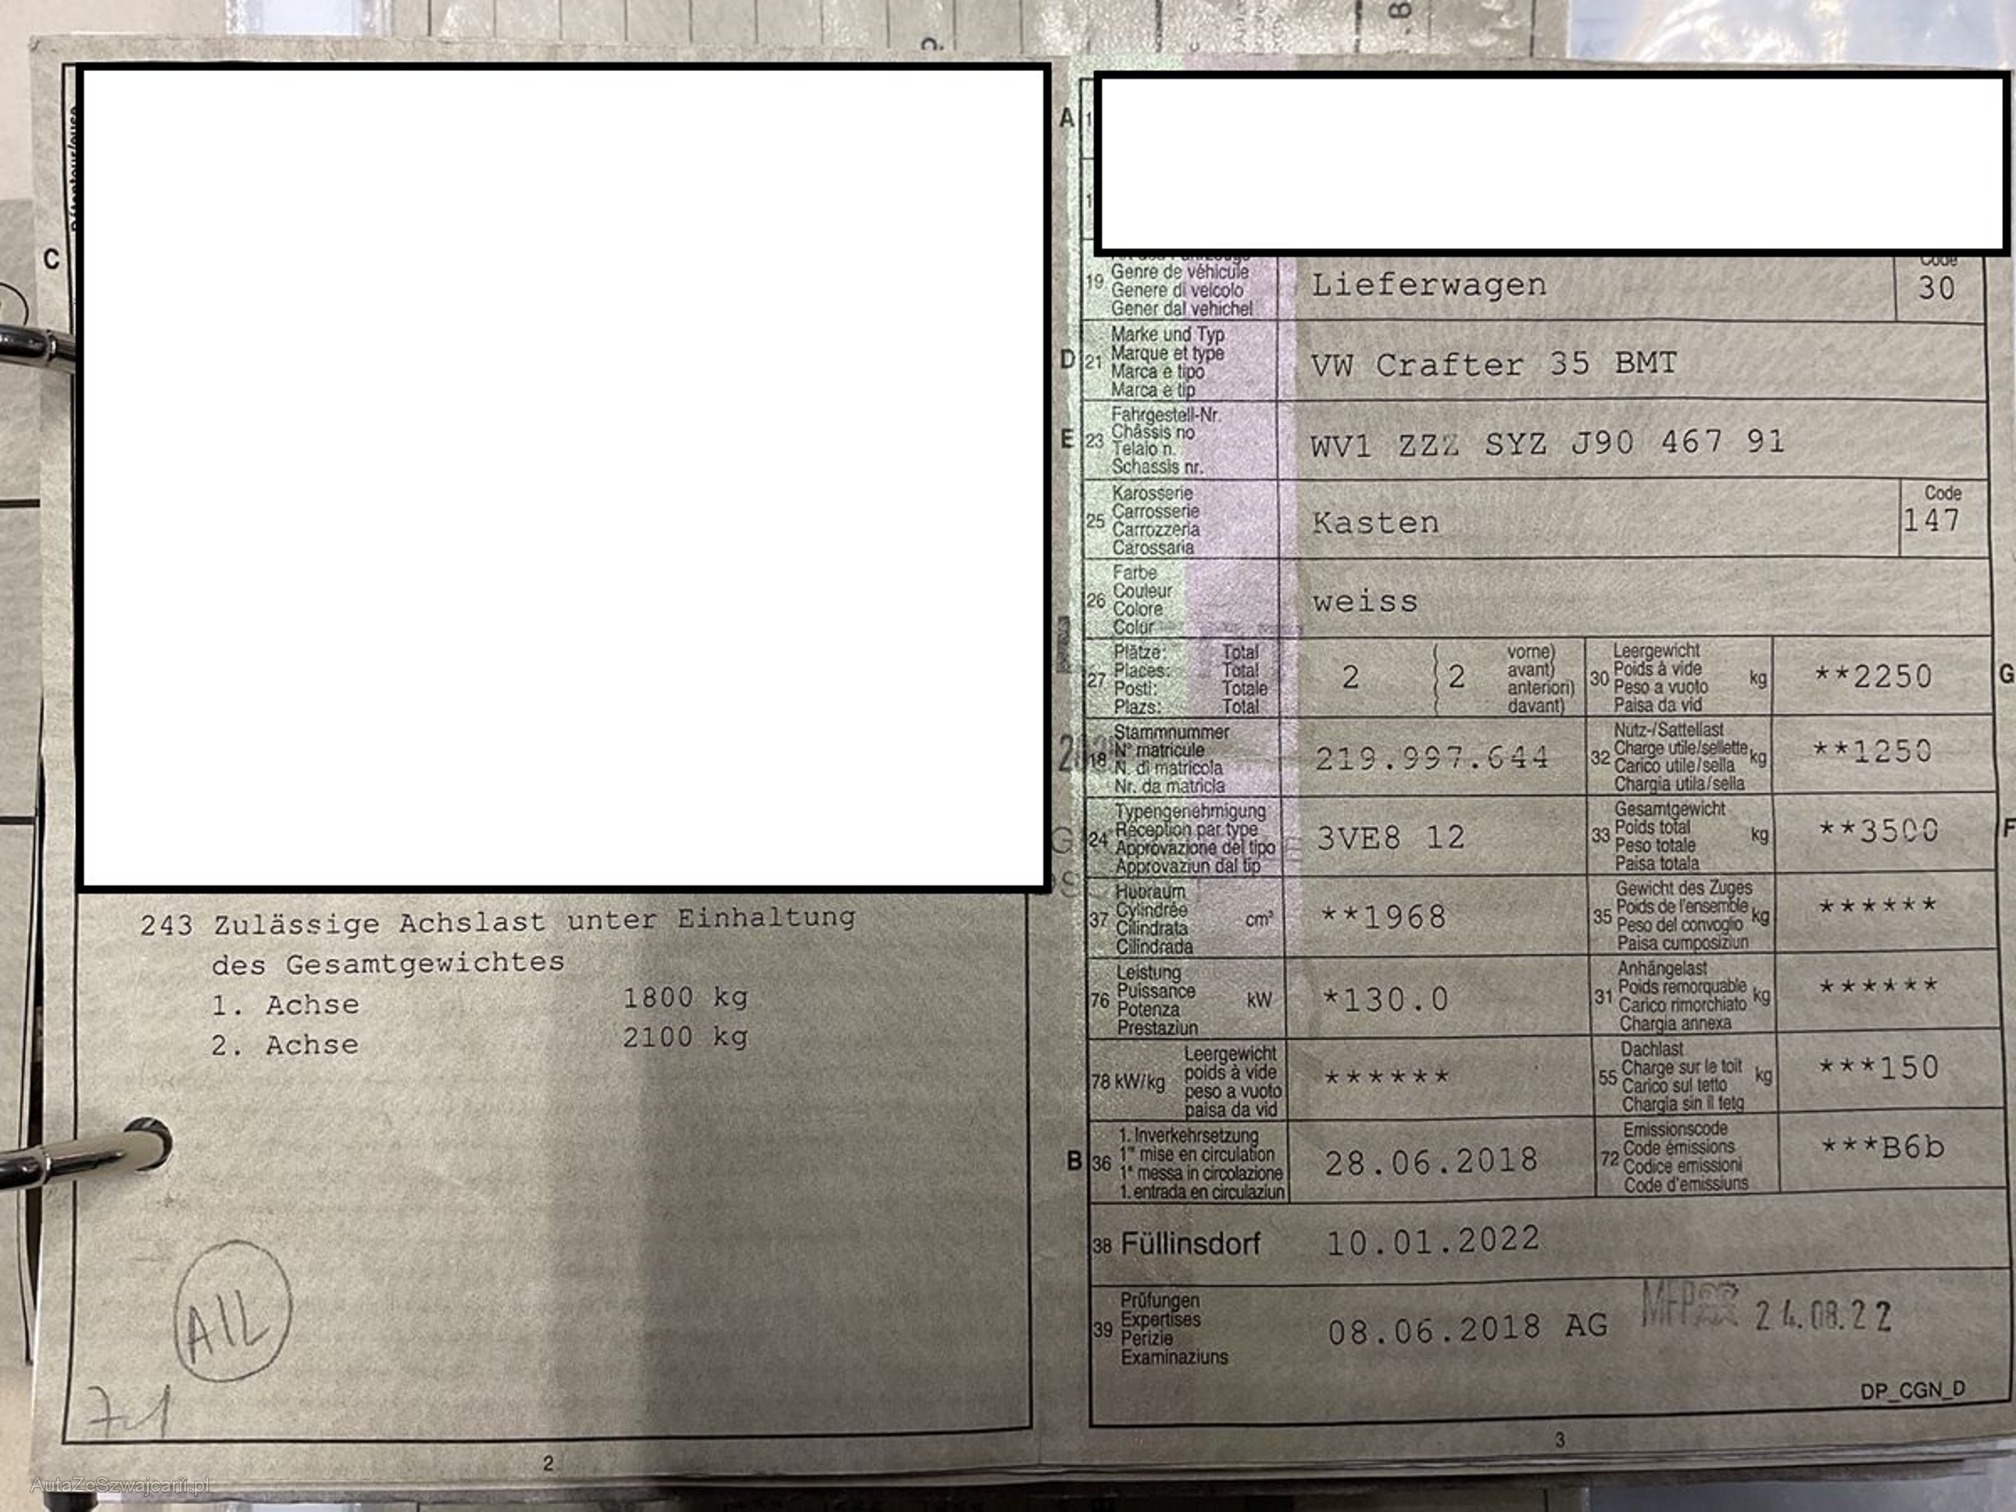 C
243 Zulässige Achslast unter Einhaltung
des Gesamtgewichtes
1. Achse 1800 kg
2. Achse 2100 kg
A1L
2
AutaZeSzwajcarii.pl
A
19 Genre de véhicule
Genere di veicolo
Gener dal vehichel
Lieferwagen
Code
30
D 21 Marke und Typ
Marque et type
Marca e tipo
Marca e tip
VW Crafter 35 BMT
E 23 Fahrgestell-Nr.
Châssis no
Telaio n.
Schassis nr.
WV1 ZZZ SYZ J90 467 91
25 Karosserie
Carrosserie
Carrozzeria
Carossaria
Kasten
Code
147
26 Farbe
Couleur
Colore
Colur
weiss
27 Plätze: Total
Places: Total
Posti: Totale
Plazs: Total
2 ( 2 vorne)
( avant)
( anteriori)
( davant)
30 Leergewicht
Poids à vide kg
Peso a vuoto
Paisa da vid
**2250
G
18 Stammnummer
N° matricule
N. di matricola
Nr. da matricla
219.997.644
32 Nutz-/Sattellast
Charge utile/sellette kg
Carico utile/sella
Chargia utila/sella
**1250
24 Typengenehmigung
Réception par type
Approvazione del tipo
Approvaziun dal tip
3VE8 12
33 Gesamtgewicht
Poids total kg
Peso totale
Paisa totala
**3500
F
37 Hubraum
Cylindrée cm³
Cilindrata
Cilindrada
**1968
35 Gewicht des Zuges
Poids de l'ensemble kg
Peso del convoglio
Paisa cumposiziun
******
76 Leistung
Puissance kW
Potenza
Prestaziun
*130.0
31 Anhängelast
Poids remorquable kg
Carico rimorchiato
Chargia annexa
******
78 kW/kg Leergewicht
poids à vide
peso a vuoto
paisa da vid
******
55 Dachlast
Charge sur le toit kg
Carico sul tetto
Chargia sin il tetg
***150
B 36 1. Inverkehrsetzung
1re mise en circulation
1a messa in circolazione
1. entrada en circulaziun
28.06.2018
72 Emissionscode
Code émissions
Codice emissioni
Code d'emissiuns
***B6b
38 Füllinsdorf 10.01.2022
39 Prüfungen
Expertises
Perizie
Examinaziuns
08.06.2018 AG
24.08.22
DP_CGN_D
3